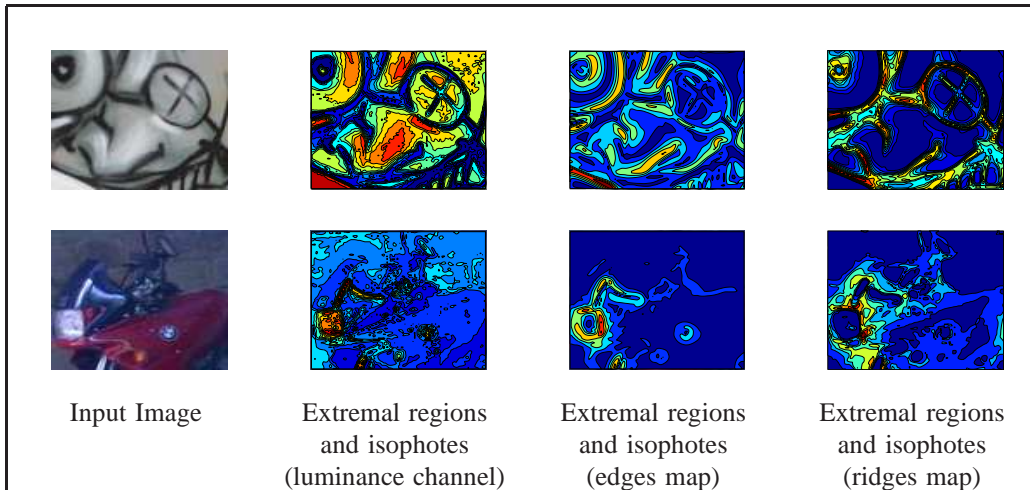 Input Image
Extremal regions
and isophotes
(luminance channel)
Extremal regions
and isophotes
(edges map)
Extremal regions
and isophotes
(ridges map)